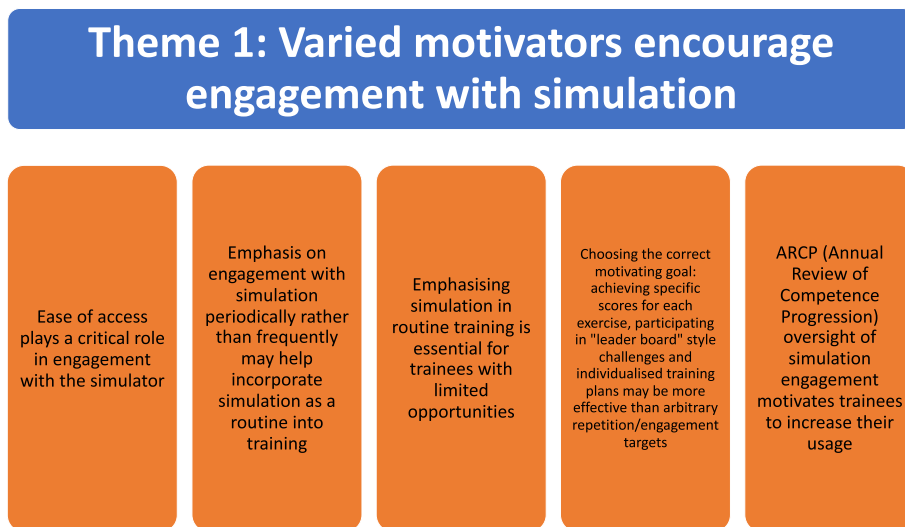 Theme 1: Varied motivators encourage
engagement with simulation
Ease of access
plays a critical role
in engagement
with the simulator
Emphasis on
engagement with
simulation
periodically rather
than frequently
may help
incorporate
simulation as a
routine into
training
Emphasising
simulation in
routine training is
essential for
trainees with
limited
opportunities
Choosing the correct
motivating goal:
achieving specific
scores for each
exercise, participating
in "leader board" style
challenges and
individualised training
plans may be more
effective than arbitrary
repetition/engagement
targets
ARCP (Annual
Review of
Competence
Progression)
oversight of
simulation
engagement
motivates trainees
to increase their
usage